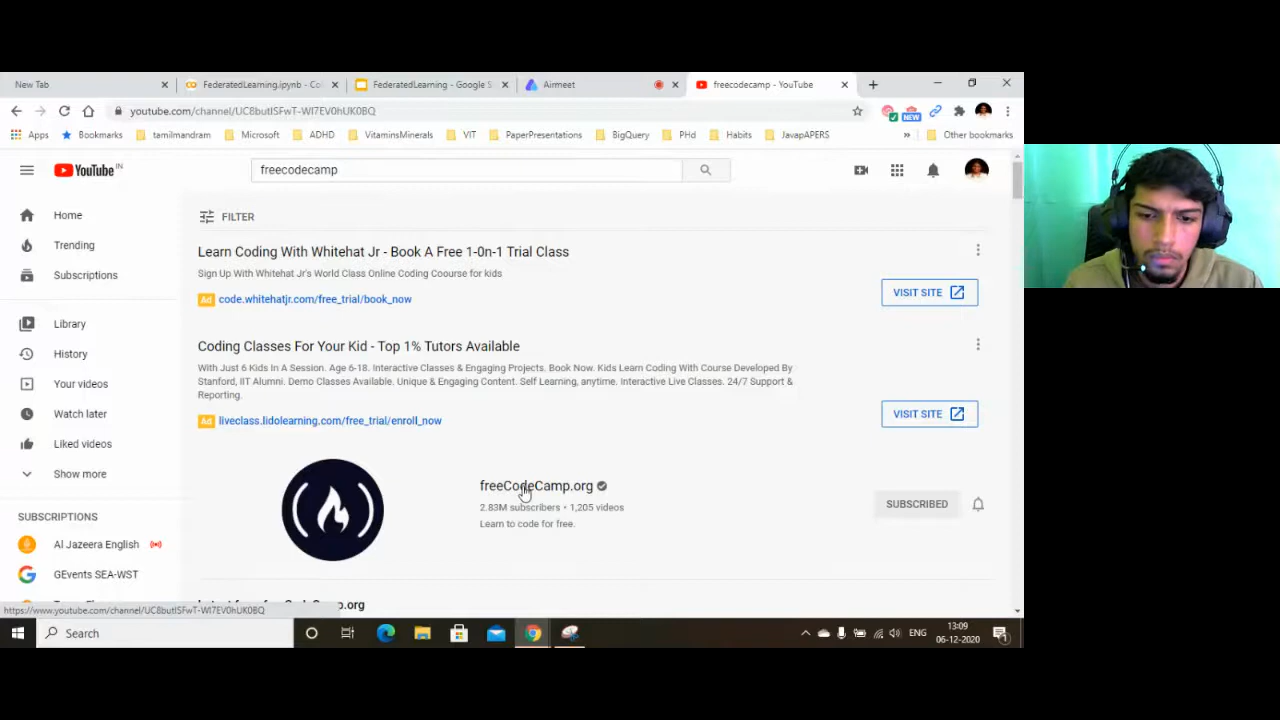 New Tab
FederatedLearning.ipynb - Co
FederatedLearning - Google S
Airmeet
freecodecamp - YouTube
youtube.com/channel/UC8butISFwT-Wl7EV0hUK0BQ
Apps
Bookmarks
tamilmandram
Microsoft
ADHD
VitaminsMinerals
VIT
PaperPresentations
BigQuery
PHd
Habits
JavapAPERS
»
Other bookmarks
NEW
YouTube IN
freecodecamp
Home
Trending
Subscriptions
Library
History
Your videos
Watch later
Liked videos
Show more
SUBSCRIPTIONS
Al Jazeera English
GEvents SEA-WST
FILTER
Learn Coding With Whitehat Jr - Book A Free 1-0n-1 Trial Class
Sign Up With Whitehat Jr's World Class Online Coding Coourse for kids
Ad code.whitehatjr.com/free_trial/book_now
VISIT SITE
Coding Classes For Your Kid - Top 1% Tutors Available
With Just 6 Kids In A Session. Age 6-18. Interactive Classes & Engaging Projects. Book Now. Kids Learn Coding With Course Developed By
Stanford, IIT Alumni. Demo Classes Available. Unique & Engaging Content. Self Learning, anytime. Interactive Live Classes. 24/7 Support &
Reporting.
Ad liveclass.lidolearning.com/free_trial/enroll_now
VISIT SITE
freeCodeCamp.org
2.83M subscribers • 1,205 videos
Learn to code for free.
SUBSCRIBED
https://www.youtube.com/channel/UC8butISFwT-Wl7EV0hUK0BQ
Search
ENG
13:09
06-12-2020